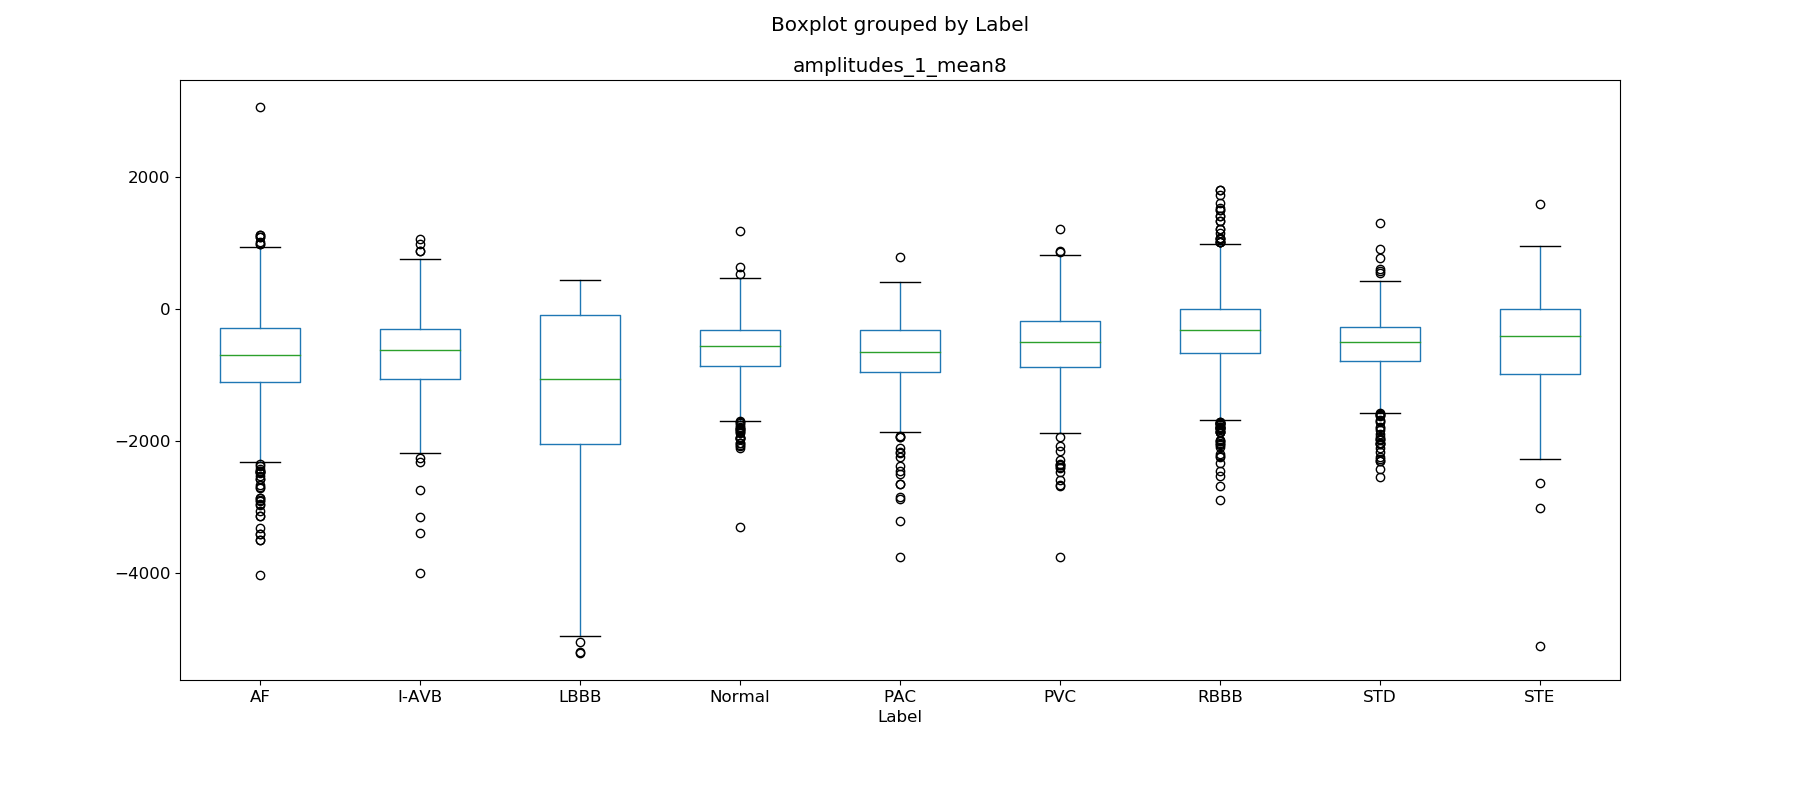 Boxplot grouped by Label
amplitudes_1_mean8
2000
0
−2000
−4000
AF I-AVB LBBB Normal PAC PVC RBBB STD STE
Label